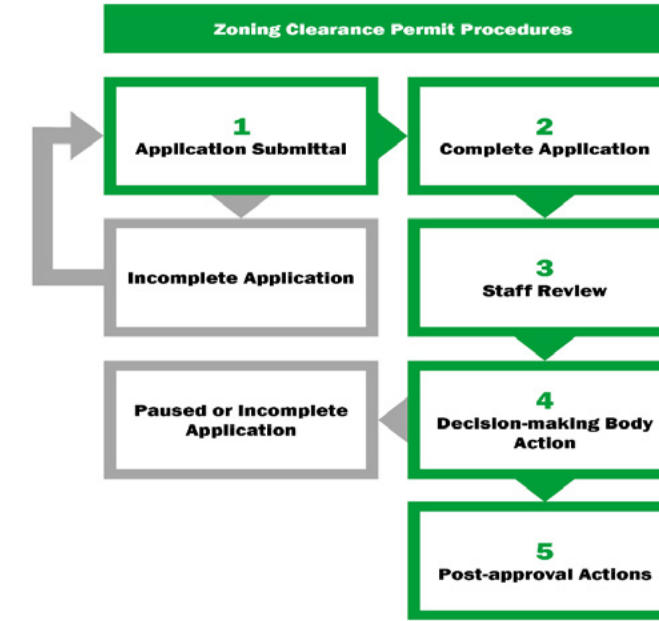 Zoning Clearance Permit Procedures
1
Application Submittal
2
Complete Application
Incomplete Application
3
Staff Review
Paused or Incomplete
Application
4
Decision-making Body
Action
5
Post-approval Actions